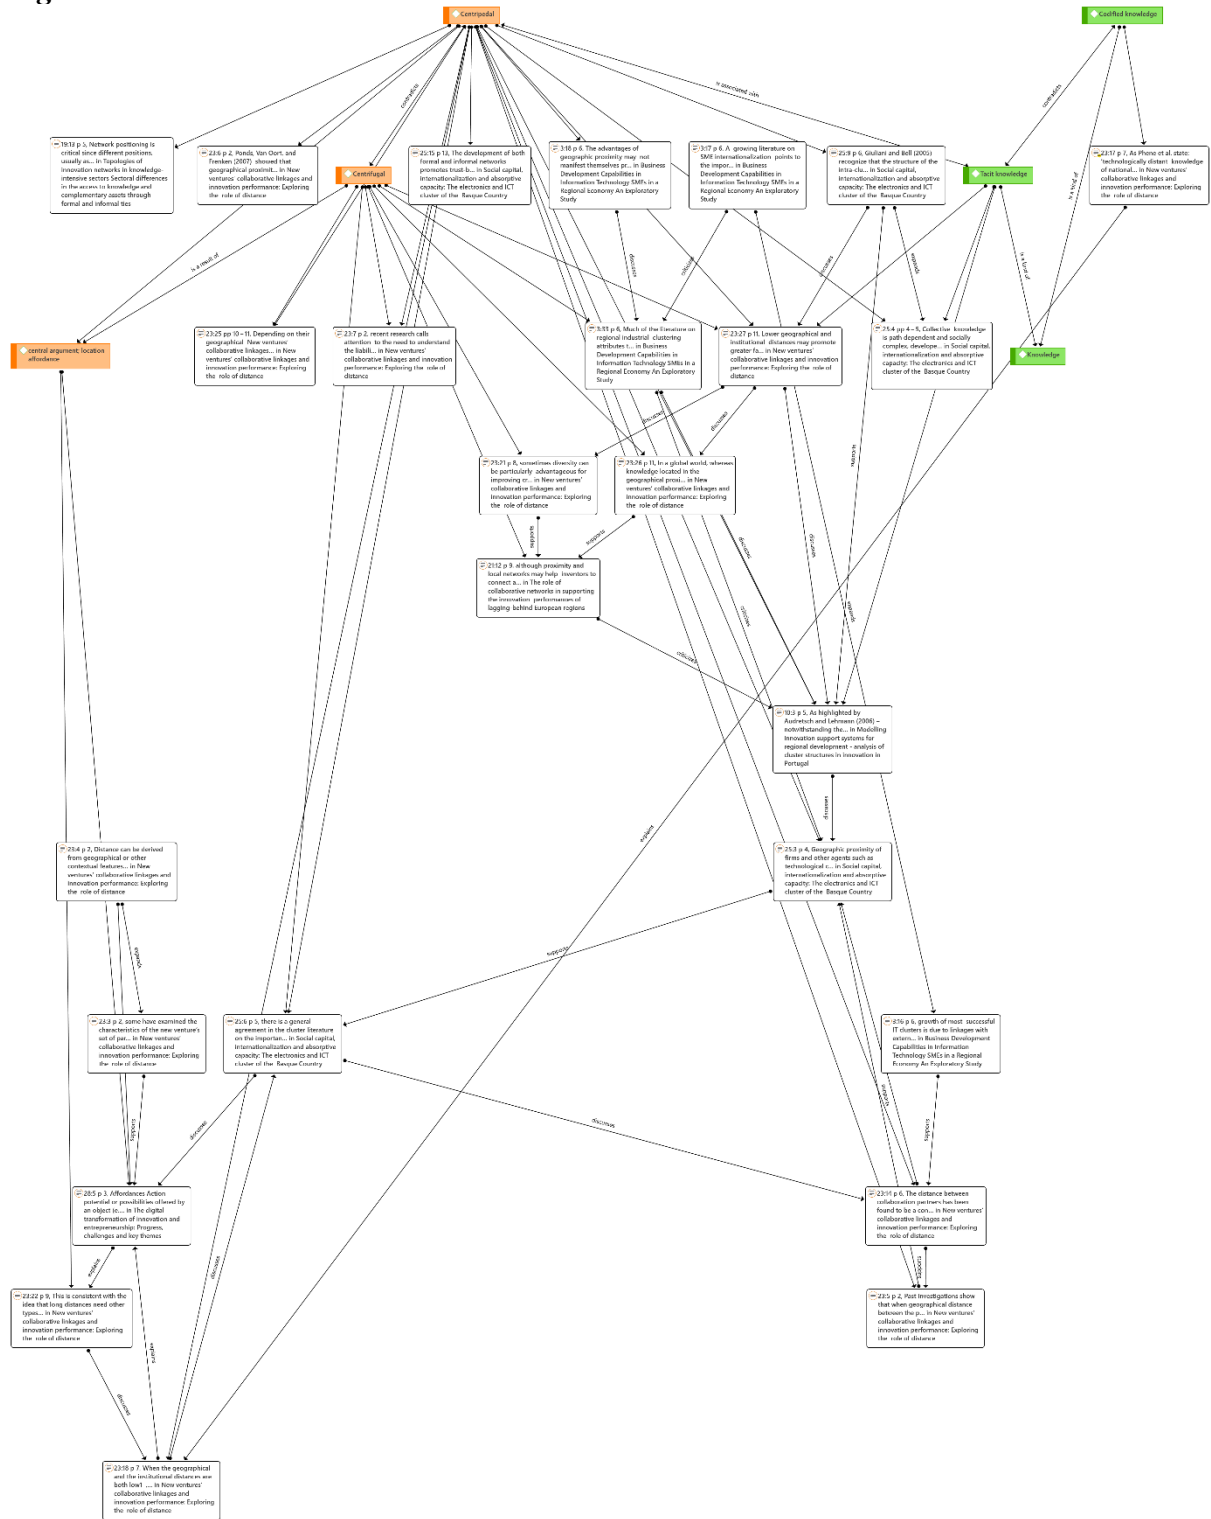 Centripedal
Codified knowledge
contradicts
is associated with
contradicts
19:13 p 5, Network positioning is
critical since different positions,
usually as... in Topologies of
innovation networks in knowledge-
intensive sectors Sectoral differences
in the access to knowledge and
complementary assets through
formal and informal ties
23:6 p 2, Ponds, Van Oort, and
Frenken (2007) showed that
geographical proximit... in New
ventures' collaborative linkages and
innovation performance: Exploring
the role of distance
Centrifugal
25:15 p 13, The development of both
formal and informal networks
promotes trust-b... in Social capital,
internationalization and absorptive
capacity: The electronics and ICT
cluster of the Basque Country
3:18 p 6, The advantages of
geographic proximity may not
manifest themselves pr... in Business
Development Capabilities in
Information Technology SMEs in a
Regional Economy An Exploratory
Study
3:17 p 6, A growing literature on
SME internationalization points to
the impor... in Business
Development Capabilities in
Information Technology SMEs in a
Regional Economy An Exploratory
Study
25:9 p 6, Giuliani and Bell (2005)
recognize that the structure of the
intra-clu... in Social capital,
internationalization and absorptive
capacity: The electronics and ICT
cluster of the Basque Country
Tacit knowledge
23:17 p 7, As Phene et al. state:
'technologically distant knowledge
of national... in New ventures'
collaborative linkages and
innovation performance: Exploring
the role of distance
is a kind of
is a result of
discusses
criticizes
discusses
expands
is a kind of
central argument: location
affordance
23:25 pp 10–11, Depending on their
geographical New ventures'
collaborative linkages... in New
ventures' collaborative linkages and
innovation performance: Exploring
the role of distance
23:7 p 2, recent research calls
attention to the need to understand
the liabili... in New ventures'
collaborative linkages and innovation
performance: Exploring the role of
distance
3:33 p 6, Much of the literature on
regional industrial clustering
attributes t... in Business
Development Capabilities in
Information Technology SMEs in a
Regional Economy An Exploratory
Study
23:27 p 11, Lower geographical and
institutional distances may promote
greater fa... in New ventures'
collaborative linkages and innovation
performance: Exploring the role of
distance
25:4 pp 4–5, Collective knowledge
is path dependent and socially
complex, develope... in Social capital,
internationalization and absorptive
capacity: The electronics and ICT
cluster of the Basque Country
Knowledge
discusses
discusses
23:21 p 8, sometimes diversity can
be particularly advantageous for
improving cr... in New ventures'
collaborative linkages and
innovation performance: Exploring
the role of distance
23:26 p 11, In a global world, whereas
knowledge located in the
geographical proxi... in New
ventures' collaborative linkages and
innovation performance: Exploring
the role of distance
supports
supports
discusses
discusses
21:12 p 9, although proximity and
local networks may help inventors to
connect a... in The role of
collaborative networks in supporting
the innovation performances of
lagging-behind European regions
criticizes
expands
criticizes
10:3 p 5, As highlighted by
Audretsch and Lehmann (2006) –
notwithstanding the... in Modelling
innovation support systems for
regional development – analysis of
cluster structures in innovation in
Portugal
discusses
explains
23:4 p 2, Distance can be derived
from geographical or other
contextual features... in New
ventures' collaborative linkages and
innovation performance: Exploring
the role of distance
25:3 p 4, Geographic proximity of
firms and other agents such as
technological c... in Social capital,
internationalization and absorptive
capacity: The electronics and ICT
cluster of the Basque Country
expands
supports
23:3 p 2, some have examined the
characteristics of the new venture's
set of par... in New ventures'
collaborative linkages and
innovation performance: Exploring
the role of distance
25:6 p 5, there is a general
agreement in the cluster literature
on the importan... in Social capital,
internationalization and absorptive
capacity: The electronics and ICT
cluster of the Basque Country
3:16 p 6, growth of most successful
IT clusters is due to linkages with
extern... in Business Development
Capabilities in Information
Technology SMEs in a Regional
Economy An Exploratory Study
supports
discusses
discusses
supports
supports
28:5 p 3, Affordances Action
potential or possibilities offered by
an object (e.... in The digital
transformation of innovation and
entrepreneurship: Progress,
challenges and key themes
23:14 p 6, The distance between
collaboration partners has been
found to be a con... in New ventures'
collaborative linkages and
innovation performance: Exploring
the role of distance
explains
discusses
supports
23:22 p 9, This is consistent with the
idea that long distances need other
types... in New ventures'
collaborative linkages and
innovation performance: Exploring
the role of distance
23:5 p 2, Past investigations show
that when geographical distance
between the p... in New ventures'
collaborative linkages and
innovation performance: Exploring
the role of distance
explains
discusses
23:18 p 7, When the geographical
and the institutional distances are
both low1 .... in New ventures'
collaborative linkages and
innovation performance: Exploring
the role of distance